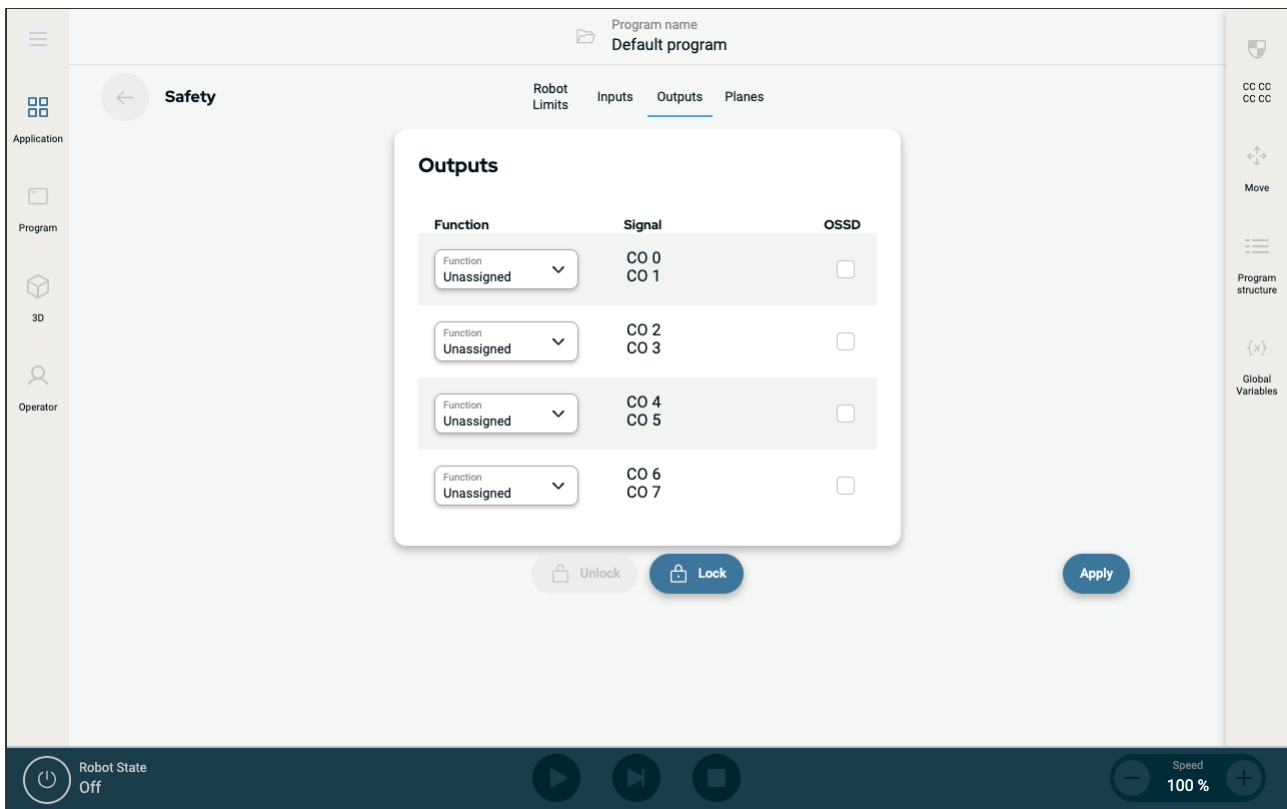 Program name
Default program
Safety
Robot
Limits
Inputs
Outputs
Planes
Application
Program
3D
Operator
CC CC
CC CC
Move
Program
structure
{x}
Global
Variables
Outputs
Function
Signal
OSSD
Function
Unassigned
CO 0
CO 1
Function
Unassigned
CO 2
CO 3
Function
Unassigned
CO 4
CO 5
Function
Unassigned
CO 6
CO 7
Unlock
Lock
Apply
Robot State
Off
Speed
100 %